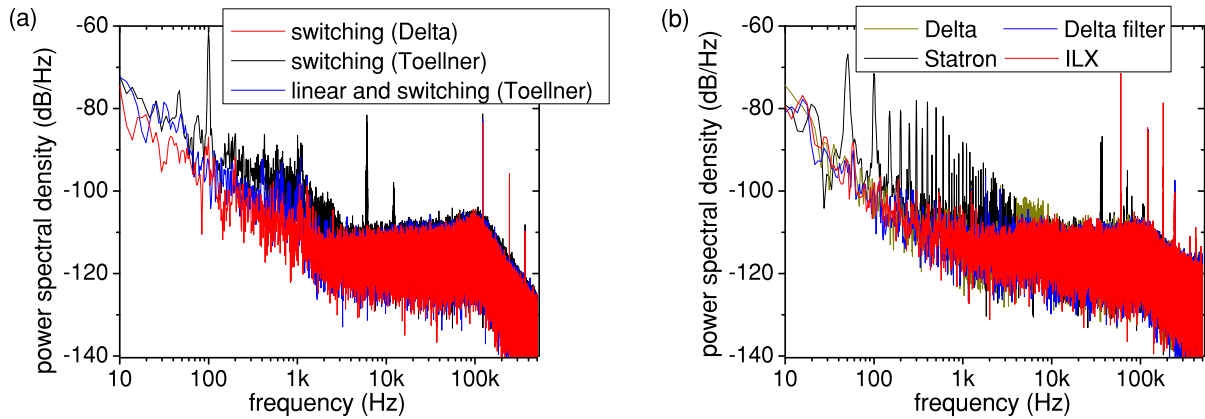 (a)
switching (Delta)
switching (Toellner)
linear and switching (Toellner)
power spectral density (dB/Hz)
-60
-80
-100
-120
-140
10 100 1k 10k 100k
frequency (Hz)
(b)
Delta Delta filter
Statron ILX
power spectral density (dB/Hz)
-60
-80
-100
-120
-140
10 100 1k 10k 100k
frequency (Hz)